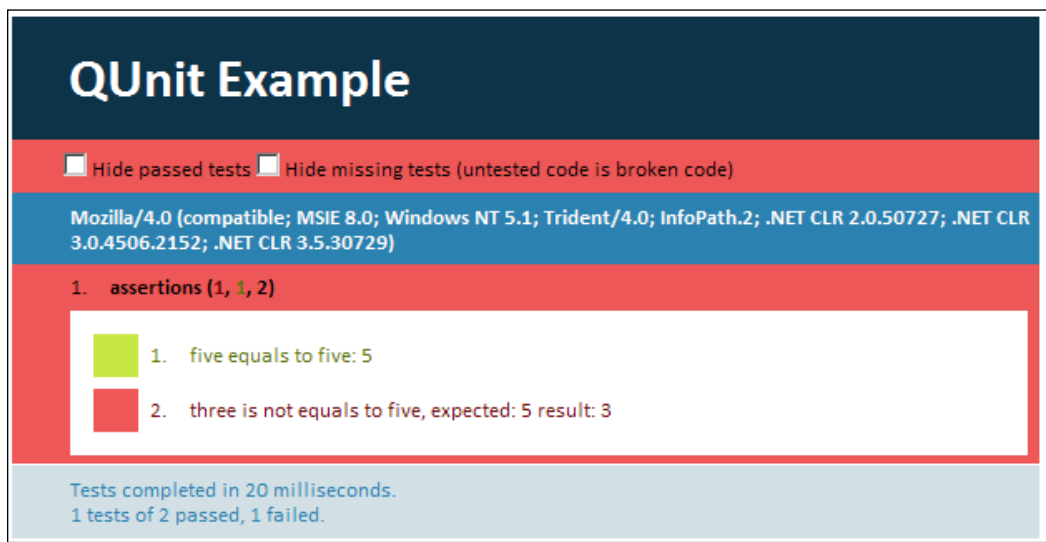 QUnit Example
Hide passed tests Hide missing tests (untested code is broken code)
Mozilla/4.0 (compatible; MSIE 8.0; Windows NT 5.1; Trident/4.0; InfoPath.2; .NET CLR 2.0.50727; .NET CLR
3.0.4506.2152; .NET CLR 3.5.30729)
1. assertions (1, 1, 2)
1. five equals to five: 5
2. three is not equals to five, expected: 5 result: 3
Tests completed in 20 milliseconds.
1 tests of 2 passed, 1 failed.